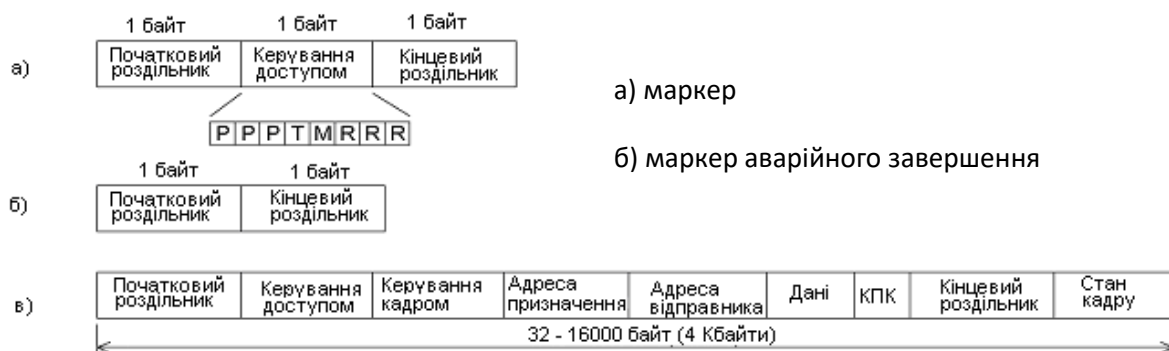 1 байт 1 байт 1 байт
а) Початковий роздільник Керування доступом Кінцевий роздільник
P P P T M R R R
а) маркер
б) маркер аварійного завершення
1 байт 1 байт
б) Початковий роздільник Кінцевий роздільник
в) Початковий роздільник Керування доступом Керування кадром Адреса призначення Адреса відправника Дані КПК Кінцевий роздільник Стан кадру
32 - 16000 байт (4 Кбайти)